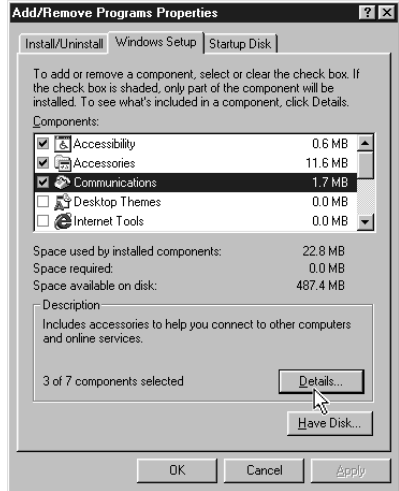 Add/Remove Programs Properties
Install/Uninstall Windows Setup Startup Disk
To add or remove a component, select or clear the check box. If
the check box is shaded, only part of the component will be
installed. To see what's included in a component, click Details.
Components:
Accessibility 0.6 MB
Accessories 11.6 MB
Communications 1.7 MB
Desktop Themes 0.0 MB
Internet Tools 0.0 MB
Space used by installed components: 22.8 MB
Space required: 0.0 MB
Space available on disk: 487.4 MB
Description
Includes accessories to help you connect to other computers
and online services.
3 of 7 components selected Details...
Have Disk...
OK Cancel Apply